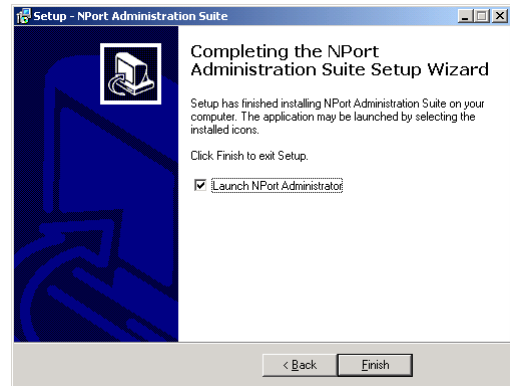 Setup - NPort Administration Suite
Completing the NPort
Administration Suite Setup Wizard
Setup has finished installing NPort Administration Suite on your
computer. The application may be launched by selecting the
installed icons.
Click Finish to exit Setup.
Launch NPort Administrator
< Back
Finish